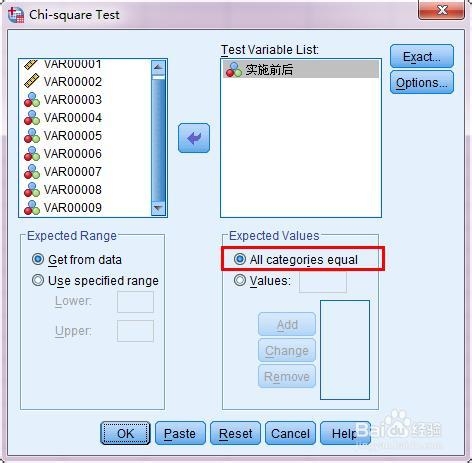 Chi-square Test
Test Variable List:
VAR00001
VAR00002
VAR00003
VAR00004
VAR00005
VAR00006
VAR00007
VAR00008
VAR00009
实施前后
Exact...
Options...
Expected Range
Get from data
Use specified range
Lower:
Upper:
Expected Values
All categories equal
Values:
Add
Change
Remove
OK
Paste
Reset
Cancel
Help
Bai 经验